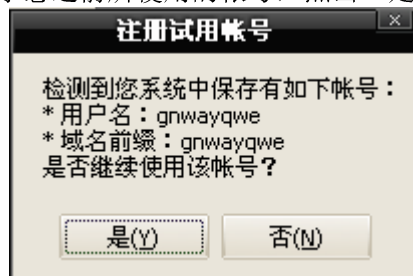 注册试用帐号
检测到您系统中保存有如下帐号：
* 用户名：gnwayqwe
* 域名前缀：gnwayqwe
是否继续使用该帐号？
是(Y)
否(N)